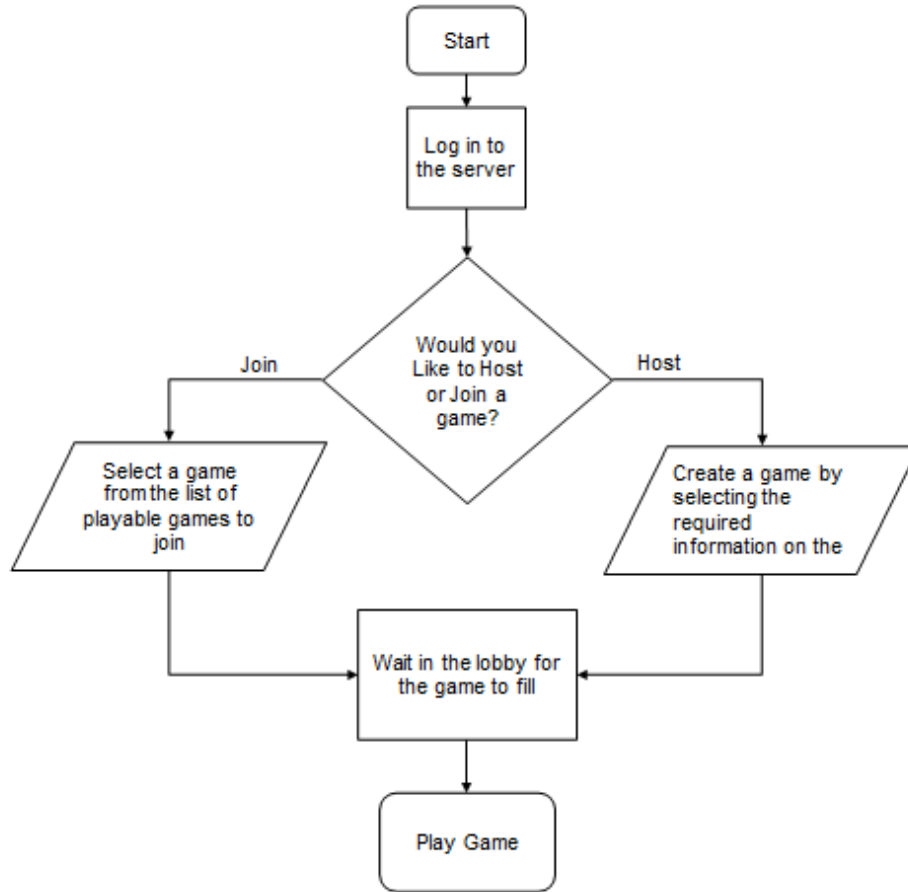 Start
Log in to
the server
Would you
Like to Host
or Join a
game?
Join
Host
Select a game
from the list of
playable games to
join
Create a game by
selecting the
required
information on the
Wait in the lobby for
the game to fill
Play Game